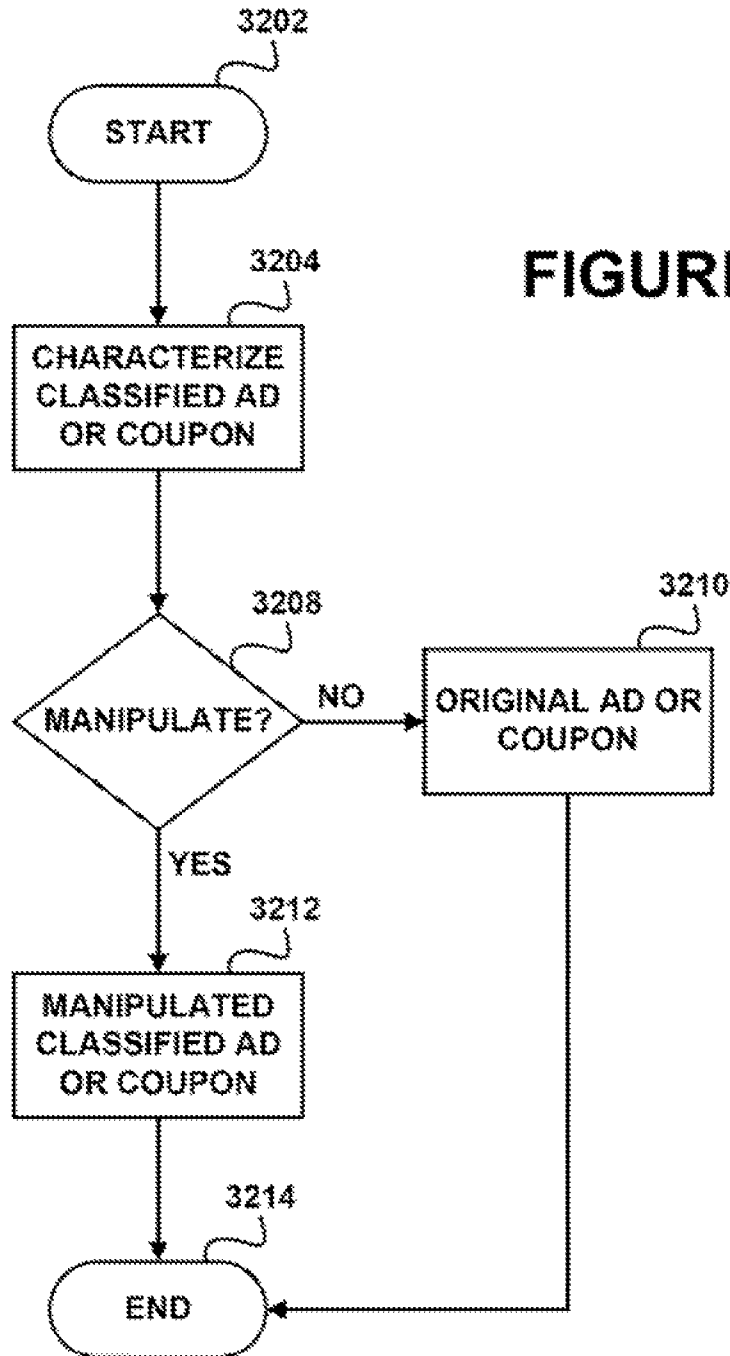 3202
START
FIGURE
3204
CHARACTERIZE
CLASSIFIED AD
OR COUPON
3208
MANIPULATE?
NO
3210
ORIGINAL AD OR
COUPON
YES
3212
MANIPULATED
CLASSIFIED AD
OR COUPON
3214
END